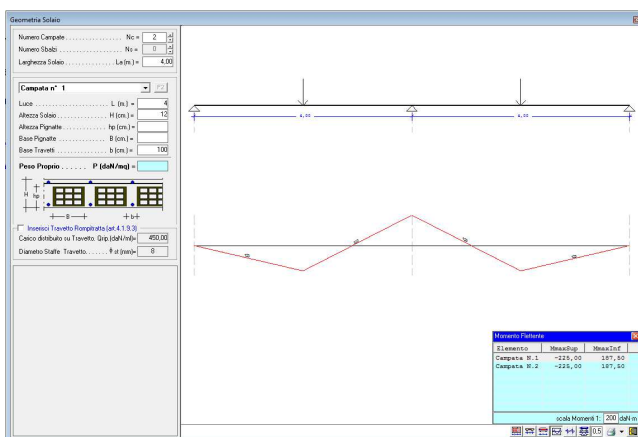 Geometria Solaio
Numero Campate . . . . . . . . . Nc = 2
Numero Sbalzi . . . . . . . . . . . Ns = 0
Larghezza Solaio . . . . . . . La (m.) = 4,00
Campata n° 1
Luce . . . . . . . . . . . . . . . L (m.) = 4
Altezza Solaio . . . . . . . . H (cm.) = 12
Altezza Pignatte . . . . . . hp (cm.) =
Base Pignatte . . . . . . . . B (cm.) =
Base Travetti . . . . . . . . b (cm.) = 100
Peso Proprio . . . . . . P (daN/mq) =
H
hp
B
b
Inserisci Travetto Rompitratta (art.4.1.9.3)
Carico distribuito su Travetto. Qrip.(daN/ml)= 450,00
Diametro Staffe Travetto. . . . . . ϕ st (mm)= 8
Momento Flettente
Elemento MmaxSup MmaxInf
Campata N.1 -225,00 187,50
Campata N.2 -225,00 187,50
scala Momenti 1: 200 daN m
0,5